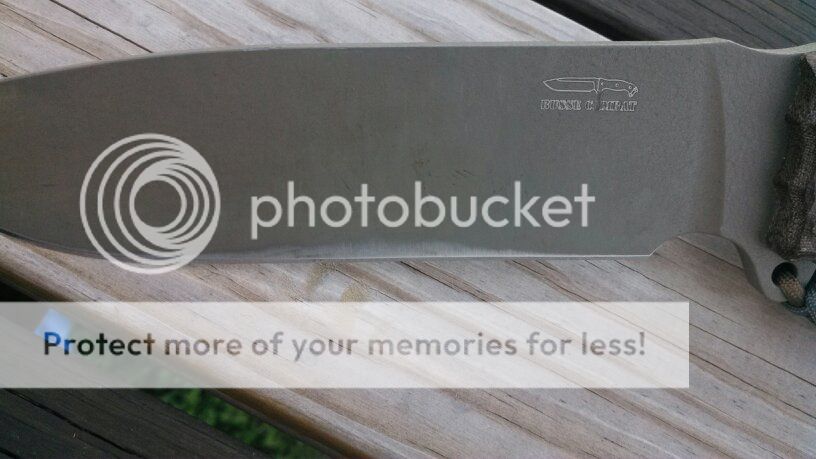 BUSSE COMBAT
photobucket
Protect more of your memories for less!